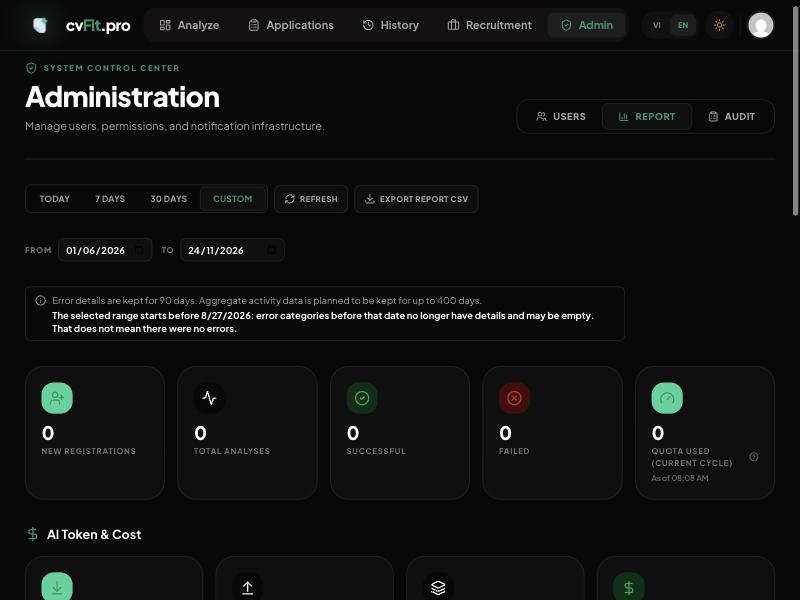 cvFit.pro
Analyze
Applications
History
Recruitment
Admin
VI
EN
SYSTEM CONTROL CENTER
Administration
Manage users, permissions, and notification infrastructure.
USERS
REPORT
AUDIT
TODAY
7 DAYS
30 DAYS
CUSTOM
REFRESH
EXPORT REPORT CSV
FROM
01/06/2026
TO
24/11/2026
Error details are kept for 90 days. Aggregate activity data is planned to be kept for up to 400 days.
The selected range starts before 8/27/2026: error categories before that date no longer have details and may be empty.
That does not mean there were no errors.
0
NEW REGISTRATIONS
0
TOTAL ANALYSES
0
SUCCESSFUL
0
FAILED
0
QUOTA USED
(CURRENT CYCLE)
As of 08:08 AM
AI Token & Cost